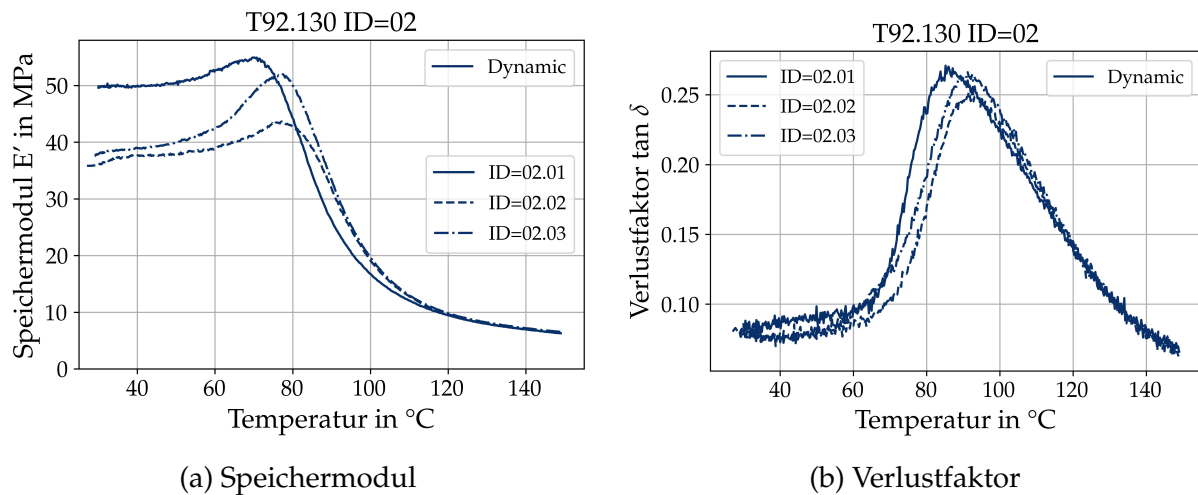 T92.130 ID=02
Speichermodul E′ in MPa
50
40
30
20
10
0
Dynamic
ID=02.01
ID=02.02
ID=02.03
40 60 80 100 120 140
Temperatur in °C
(a) Speichermodul
T92.130 ID=02
Verlustfaktor tan δ
0.25
0.20
0.15
0.10
ID=02.01
ID=02.02
ID=02.03
Dynamic
40 60 80 100 120 140
Temperatur in °C
(b) Verlustfaktor